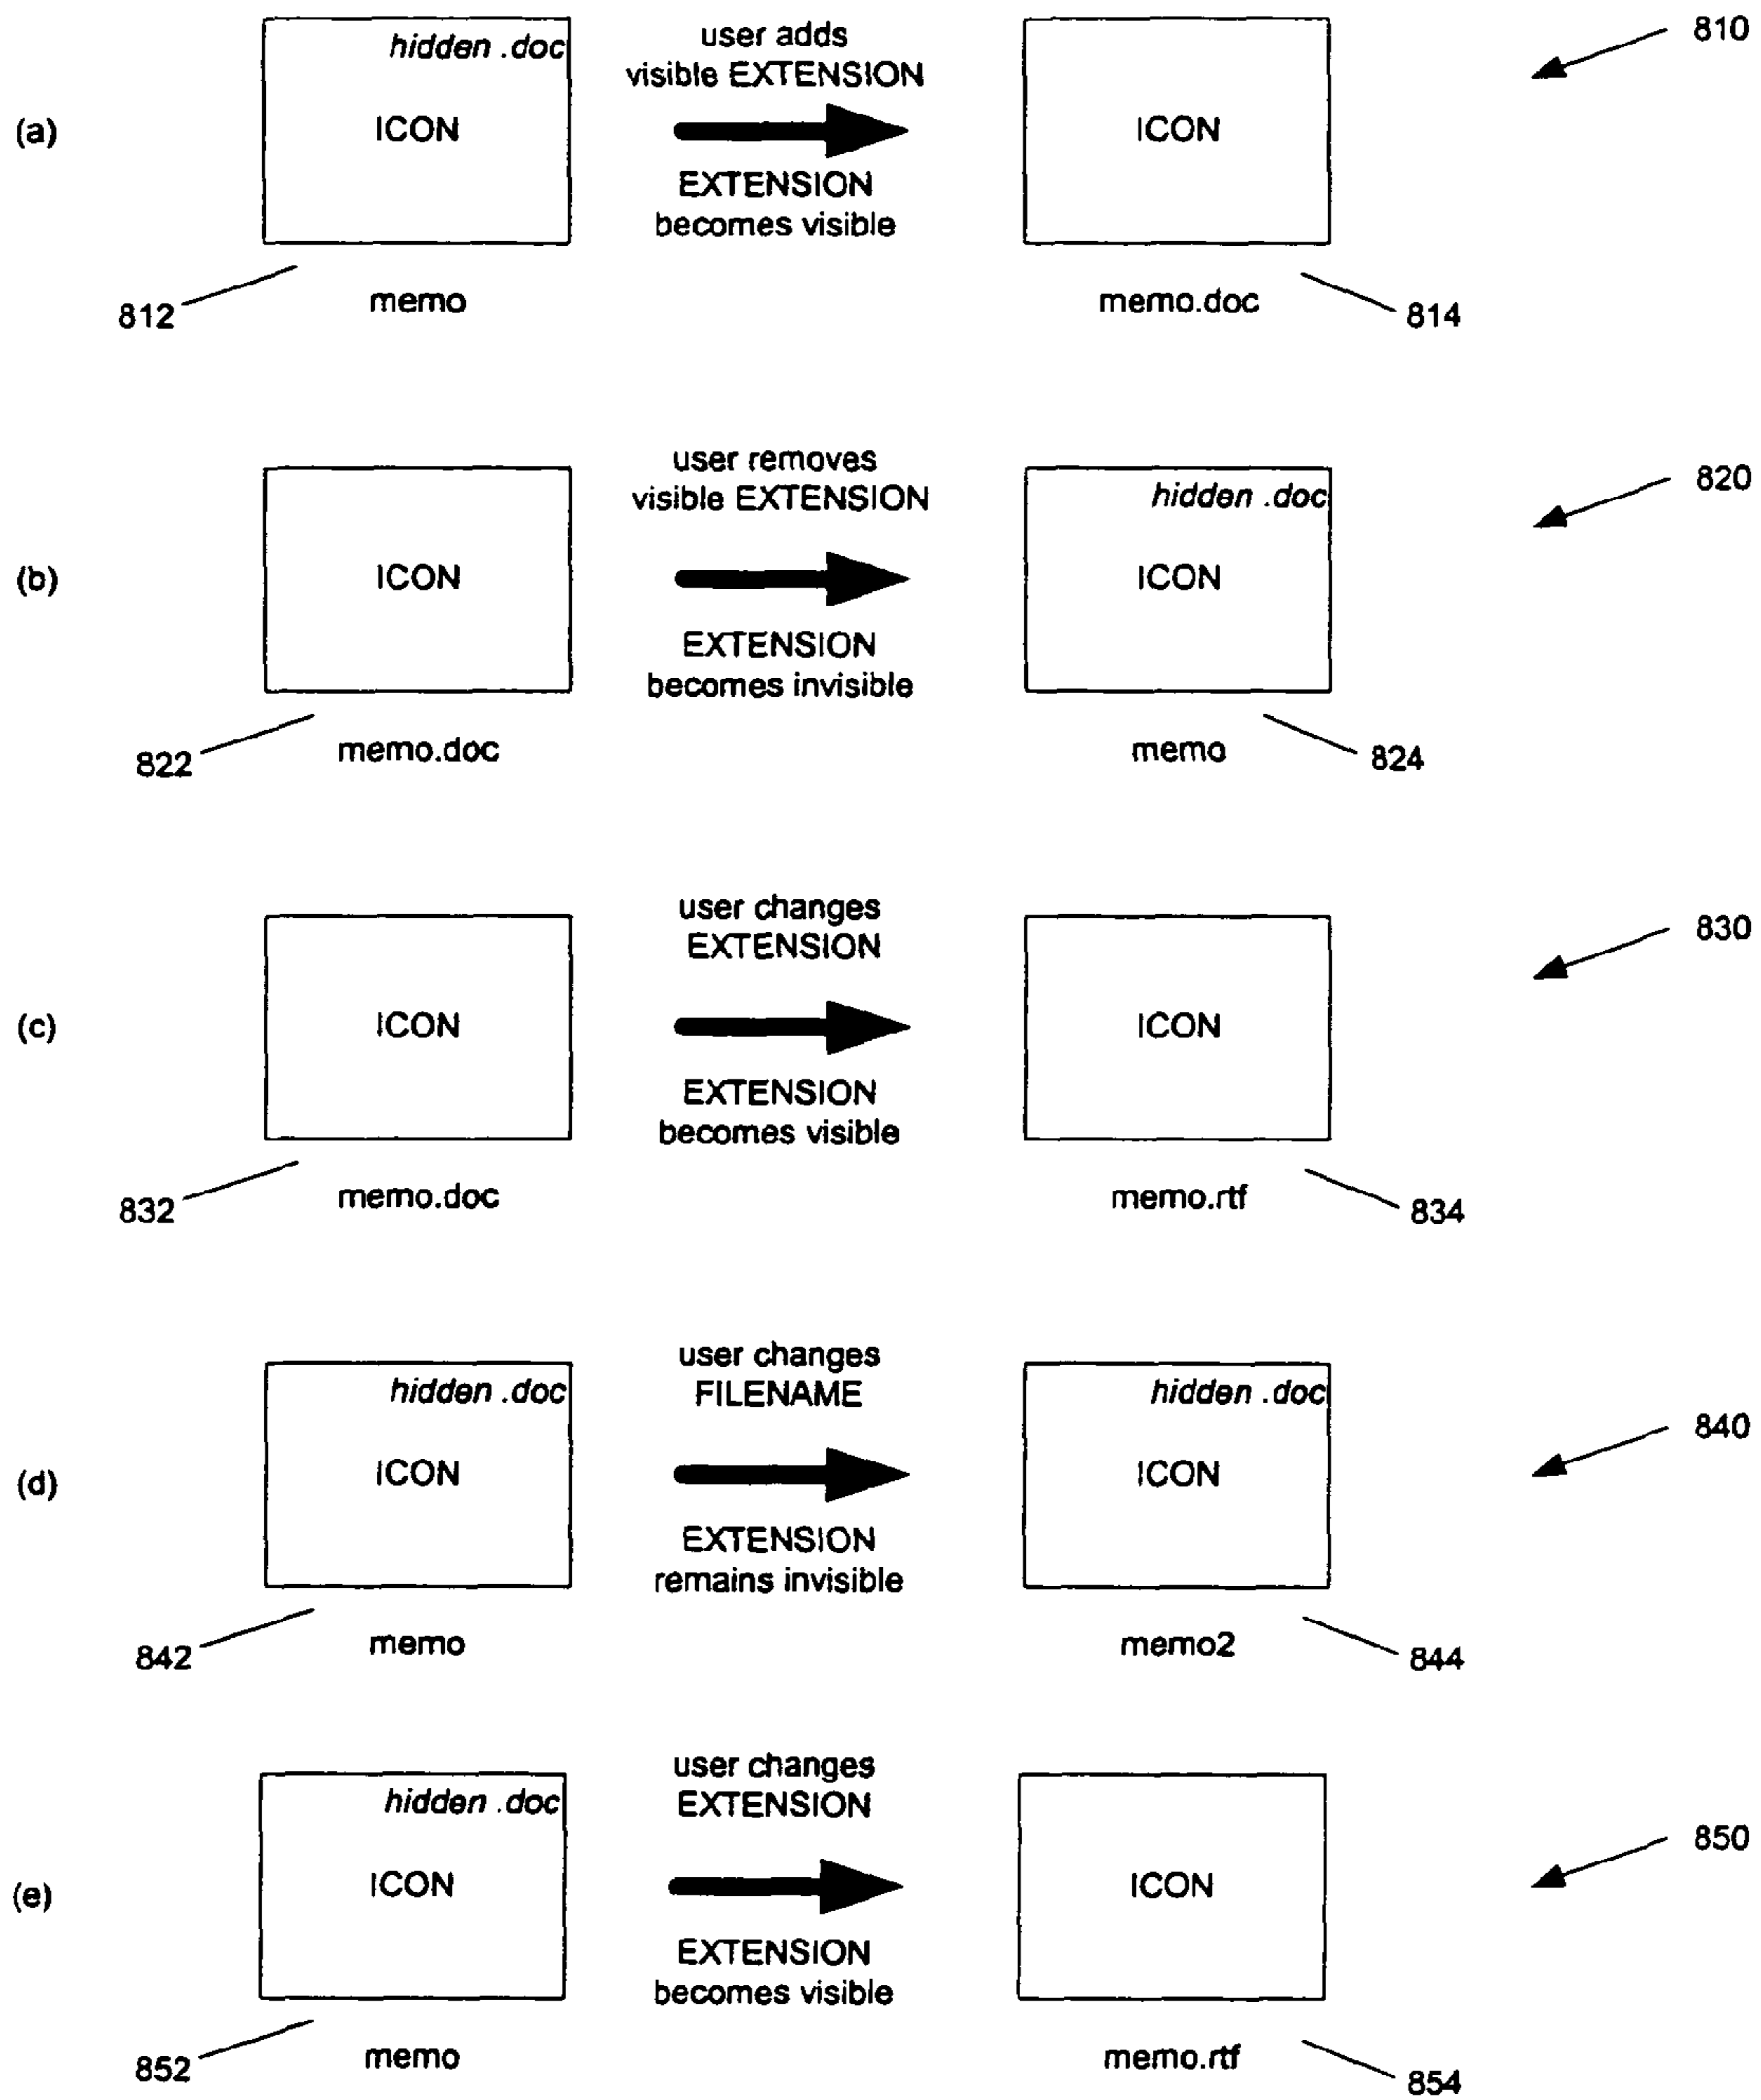 hidden .doc
user adds
visible EXTENSION
810
(a)
ICON
ICON
EXTENSION
becomes visible
812
memo
memo.doc
814
user removes
visible EXTENSION
hidden .doc
820
(b)
ICON
ICON
EXTENSION
becomes invisible
822
memo.doc
memo
824
user changes
EXTENSION
830
(c)
ICON
ICON
EXTENSION
becomes visible
832
memo.doc
memo.rtf
834
user changes
FILENAME
hidden .doc
hidden .doc
840
(d)
ICON
ICON
EXTENSION
remains invisible
842
memo
memo2
844
user changes
EXTENSION
hidden .doc
850
(e)
ICON
ICON
EXTENSION
becomes visible
852
memo
memo.rtf
854